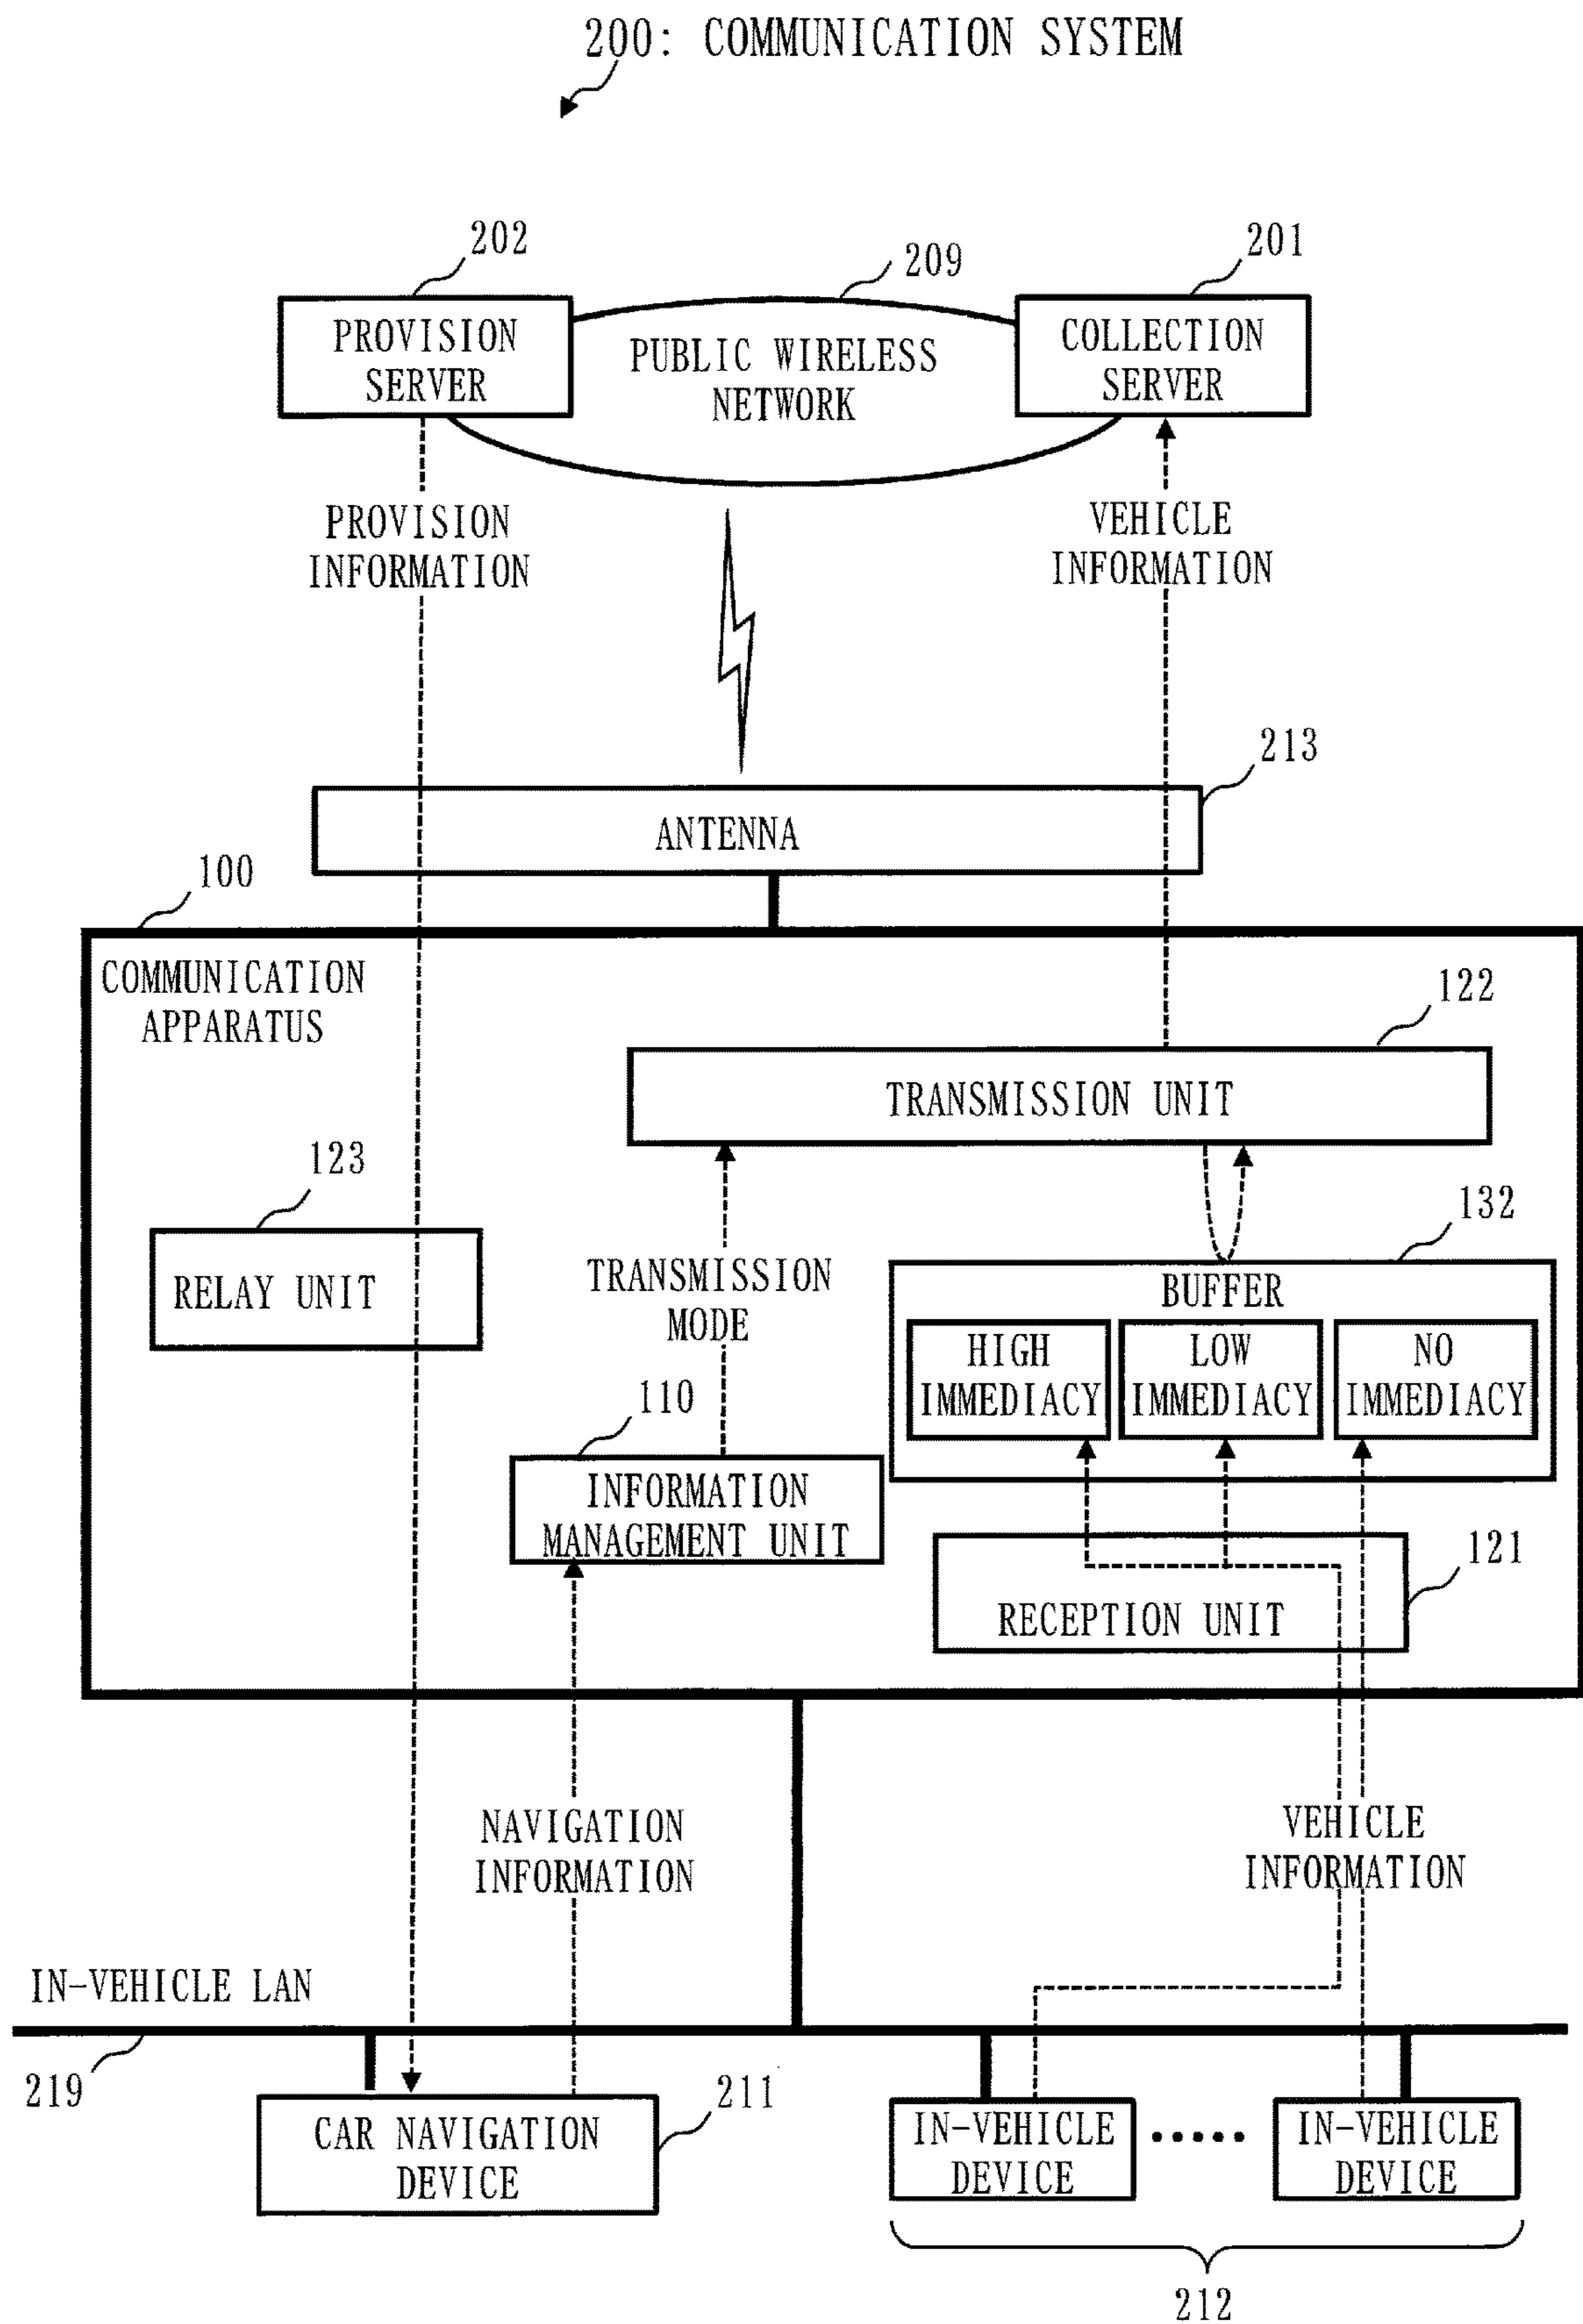 200: COMMUNICATION SYSTEM
202
209
201
PROVISION
SERVER
PUBLIC WIRELESS
NETWORK
COLLECTION
SERVER
PROVISION
INFORMATION
VEHICLE
INFORMATION
213
ANTENNA
100
COMMUNICATION
APPARATUS
122
TRANSMISSION UNIT
123
RELAY UNIT
TRANSMISSION
MODE
132
BUFFER
HIGH
IMMEDIACY
LOW
IMMEDIACY
NO
IMMEDIACY
110
INFORMATION
MANAGEMENT UNIT
121
RECEPTION UNIT
NAVIGATION
INFORMATION
VEHICLE
INFORMATION
IN-VEHICLE LAN
219
211
CAR NAVIGATION
DEVICE
IN-VEHICLE
DEVICE
.....
IN-VEHICLE
DEVICE
212